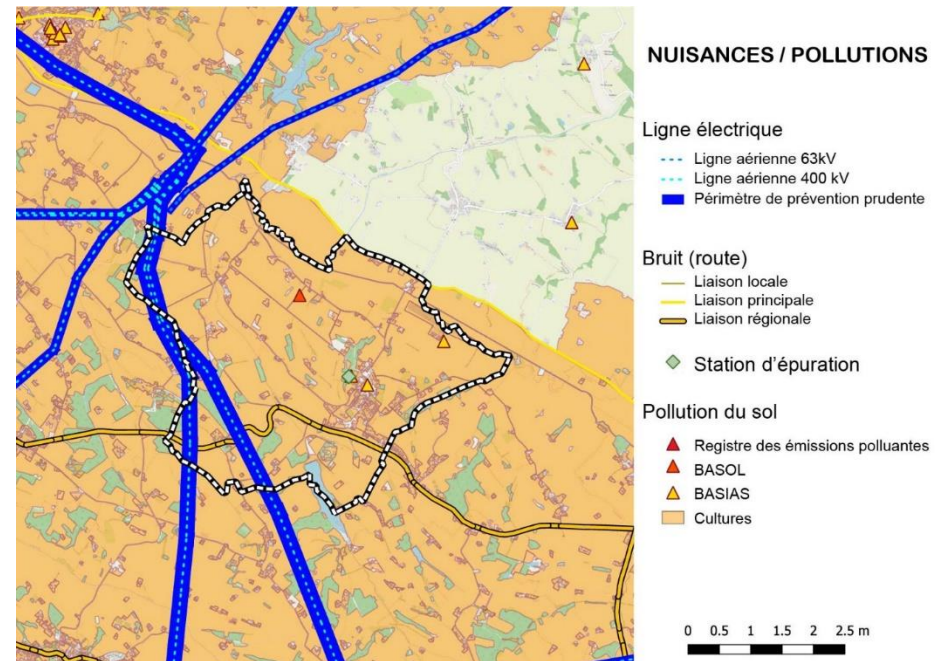 NUISANCES / POLLUTIONS
Ligne électrique
Ligne aérienne 63kV
Ligne aérienne 400 kV
Périmètre de prévention prudente
Bruit (route)
Liaison locale
Liaison principale
Liaison régionale
Station d'épuration
Pollution du sol
Registre des émissions polluantes
BASOL
BASIAS
Cultures
0 0.5 1 1.5 2 2.5 m